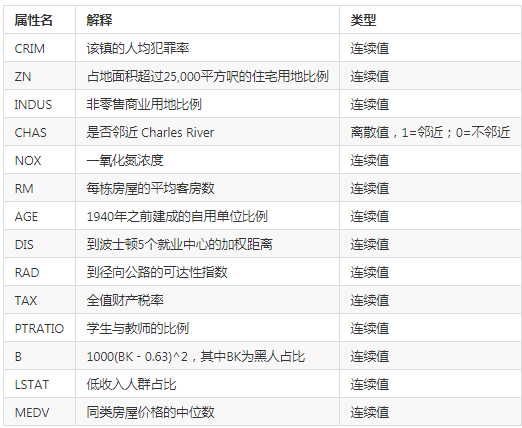 属性名 解释 类型
CRIM 该镇的人均犯罪率 连续值
ZN 占地面积超过25,000平方呎的住宅用地比例 连续值
INDUS 非零售商业用地比例 连续值
CHAS 是否邻近 Charles River 离散值，1=邻近；0=不邻近
NOX 一氧化氮浓度 连续值
RM 每栋房屋的平均客房数 连续值
AGE 1940年之前建成的自用单位比例 连续值
DIS 到波士顿5个就业中心的加权距离 连续值
RAD 到径向公路的可达性指数 连续值
TAX 全值财产税率 连续值
PTRATIO 学生与教师的比例 连续值
B 1000(BK - 0.63)^2，其中BK为黑人占比 连续值
LSTAT 低收入人群占比 连续值
MEDV 同类房屋价格的中位数 连续值